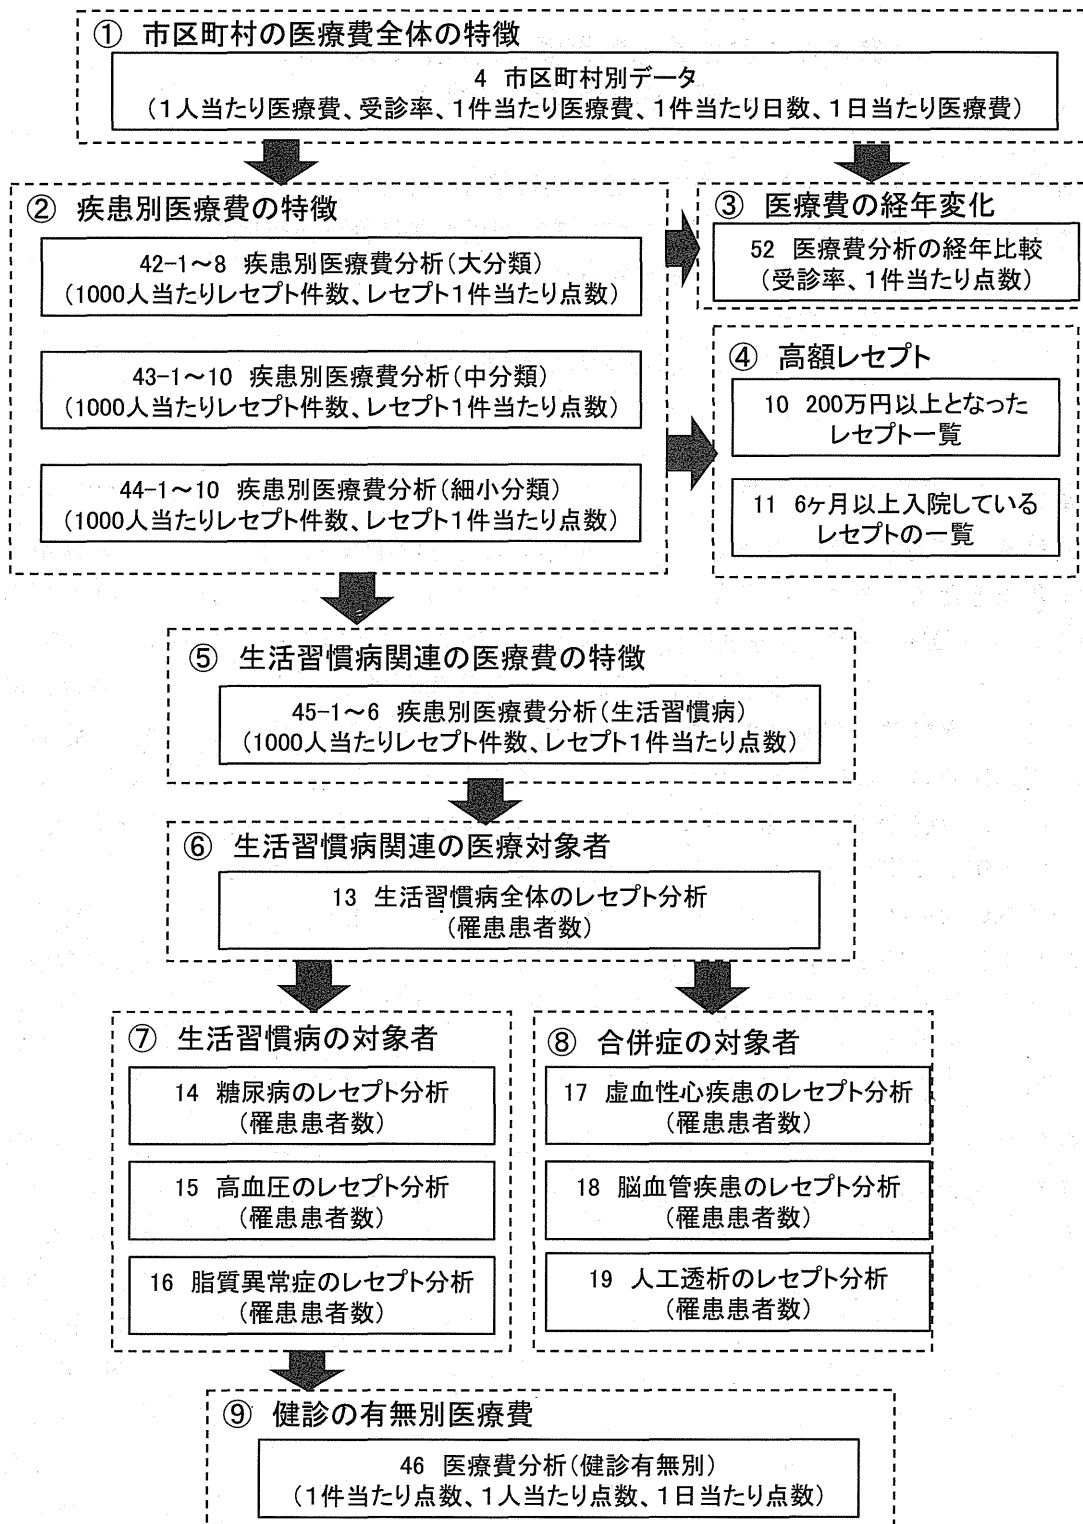 ① 市区町村の医療費全体の特徴
4 市区町村別データ
(1人当たり医療費、受診率、1件当たり医療費、1件当たり日数、1日当たり医療費)
② 疾患別医療費の特徴
42-1～8 疾患別医療費分析(大分類)
(1000人当たりレセプト件数、レセプト1件当たり点数)
43-1～10 疾患別医療費分析(中分類)
(1000人当たりレセプト件数、レセプト1件当たり点数)
44-1～10 疾患別医療費分析(細小分類)
(1000人当たりレセプト件数、レセプト1件当たり点数)
③ 医療費の経年変化
52 医療費分析の経年比較
(受診率、1件当たり点数)
④ 高額レセプト
10 200万円以上となった
レセプト一覧
11 6ヶ月以上入院している
レセプトの一覧
⑤ 生活習慣病関連の医療費の特徴
45-1～6 疾患別医療費分析(生活習慣病)
(1000人当たりレセプト件数、レセプト1件当たり点数)
⑥ 生活習慣病関連の医療対象者
13 生活習慣病全体のレセプト分析
(罹患患者数)
⑦ 生活習慣病の対象者
14 糖尿病のレセプト分析
(罹患患者数)
15 高血圧のレセプト分析
(罹患患者数)
16 脂質異常症のレセプト分析
(罹患患者数)
⑧ 合併症の対象者
17 虚血性心疾患のレセプト分析
(罹患患者数)
18 脳血管疾患のレセプト分析
(罹患患者数)
19 人工透析のレセプト分析
(罹患患者数)
⑨ 健診の有無別医療費
46 医療費分析(健診有無別)
(1件当たり点数、1人当たり点数、1日当たり点数)